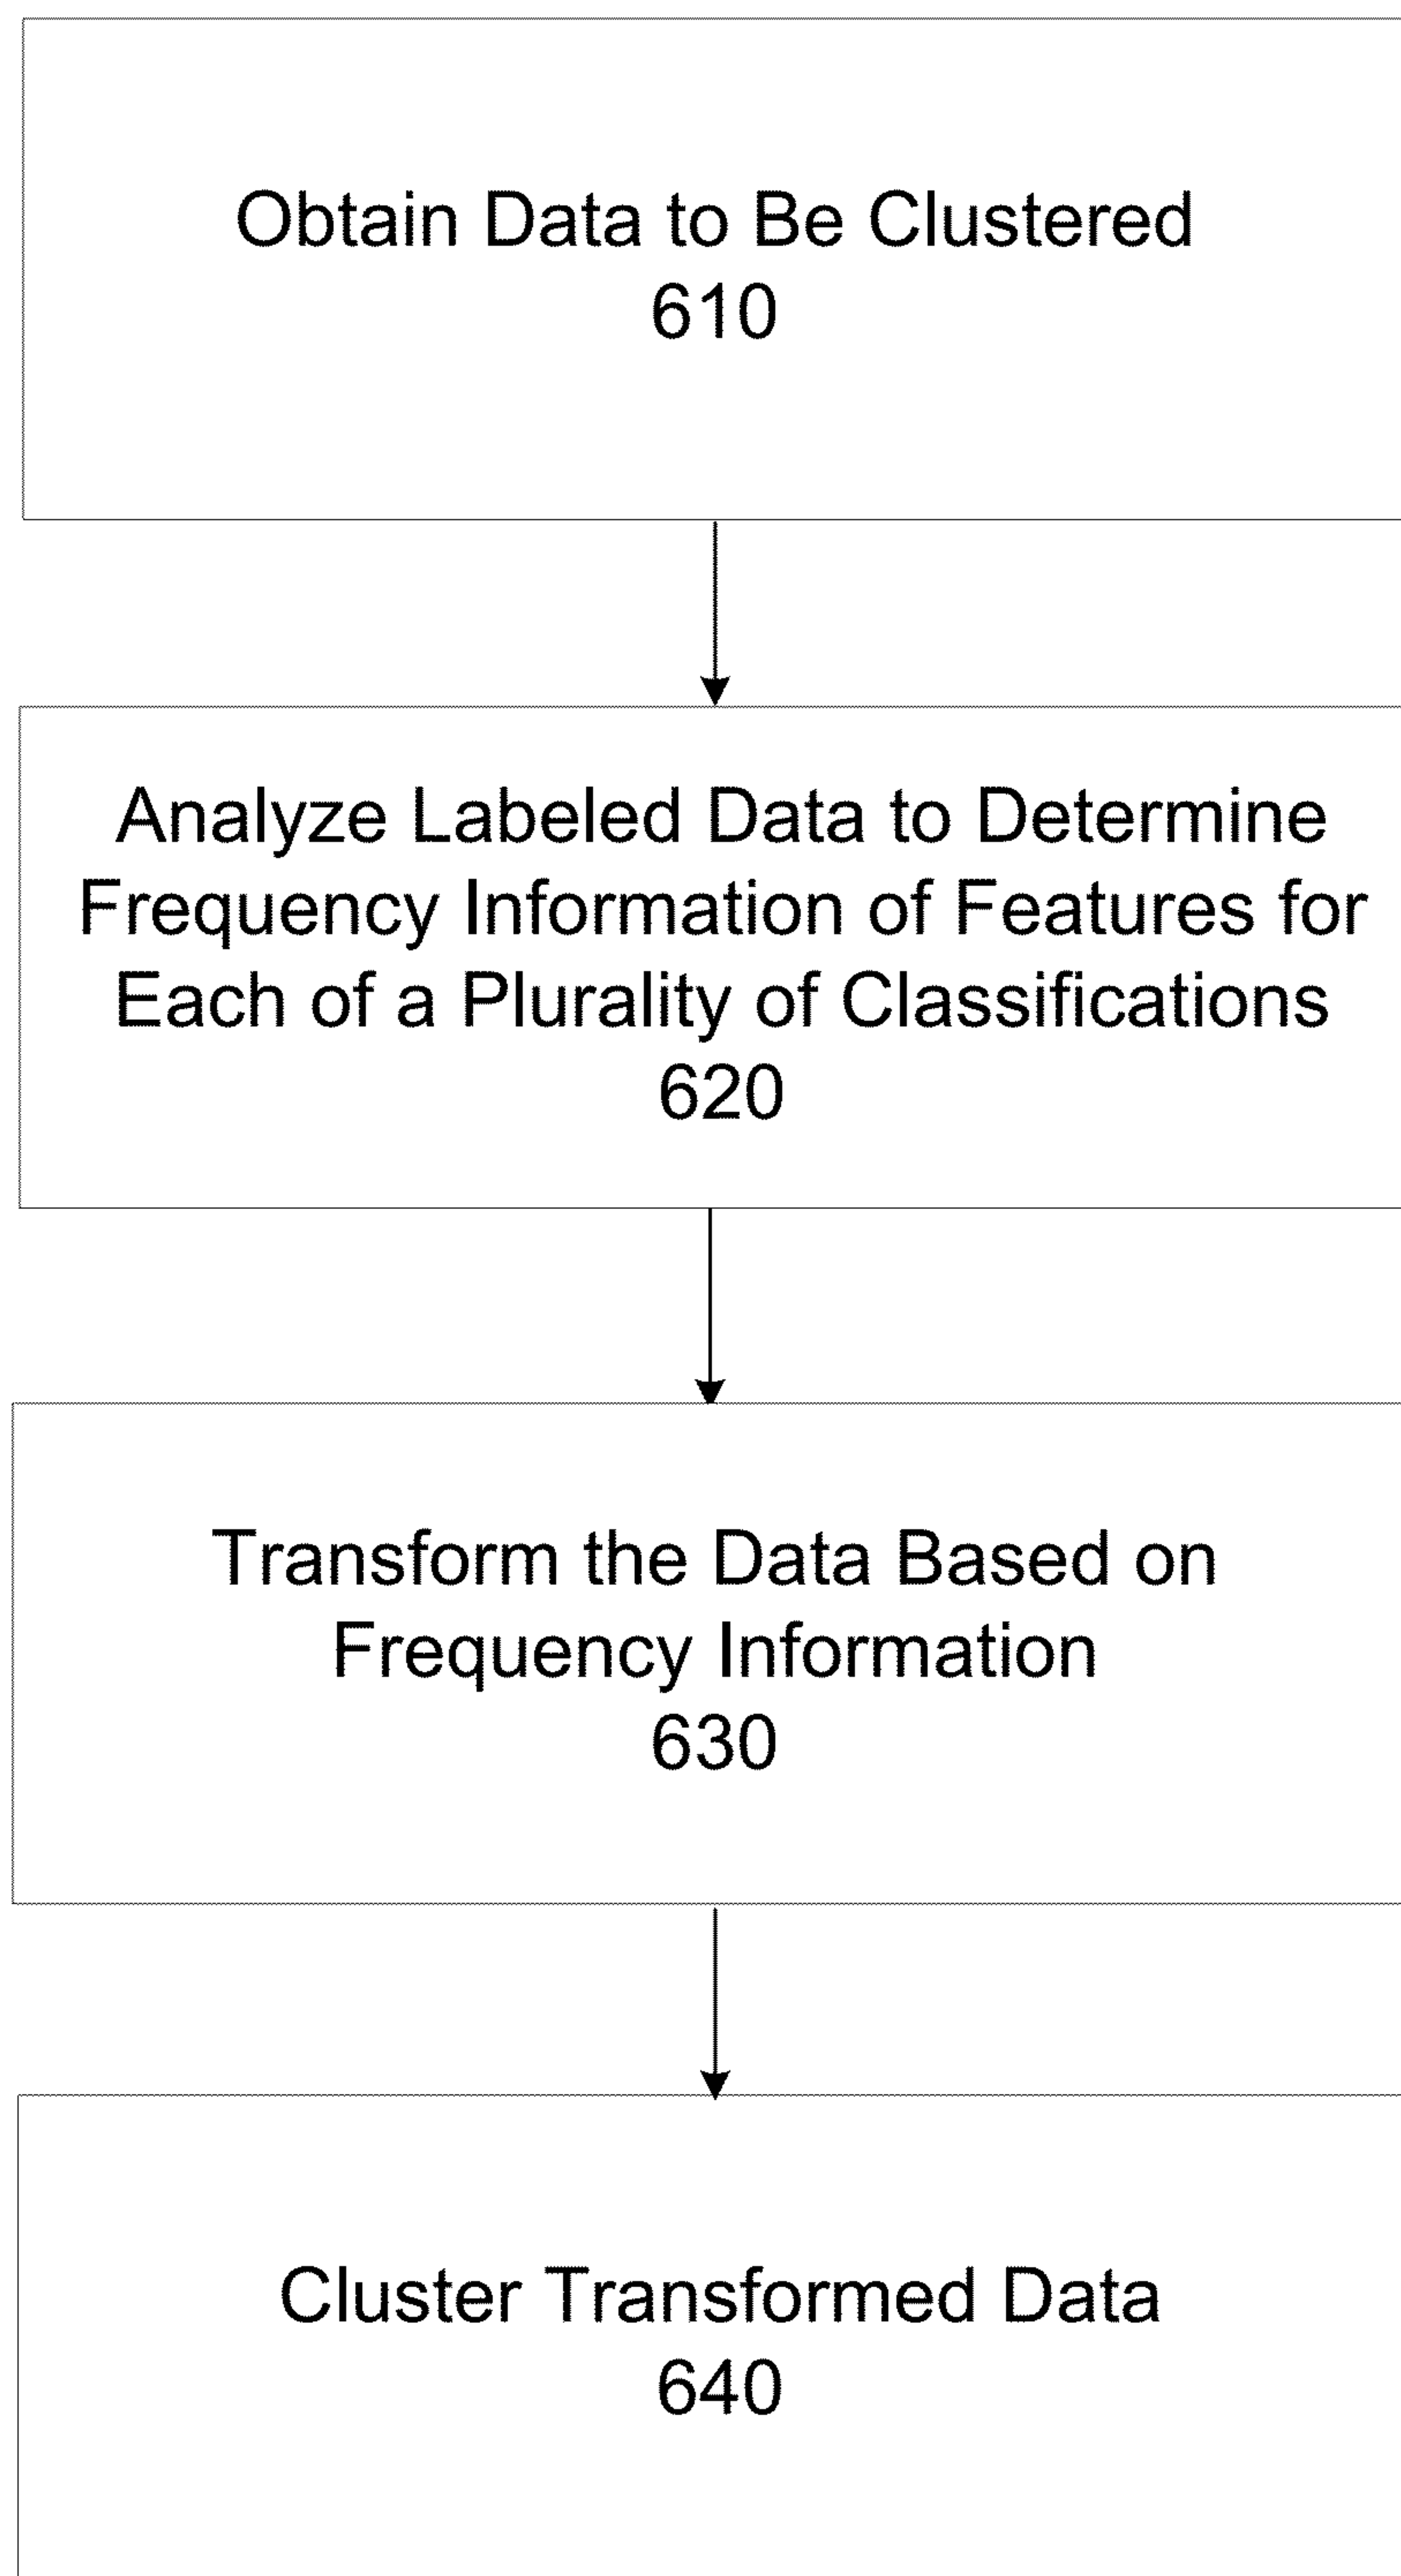 Obtain Data to Be Clustered
610
Analyze Labeled Data to Determine
Frequency Information of Features for
Each of a Plurality of Classifications
620
Transform the Data Based on
Frequency Information
630
Cluster Transformed Data
640